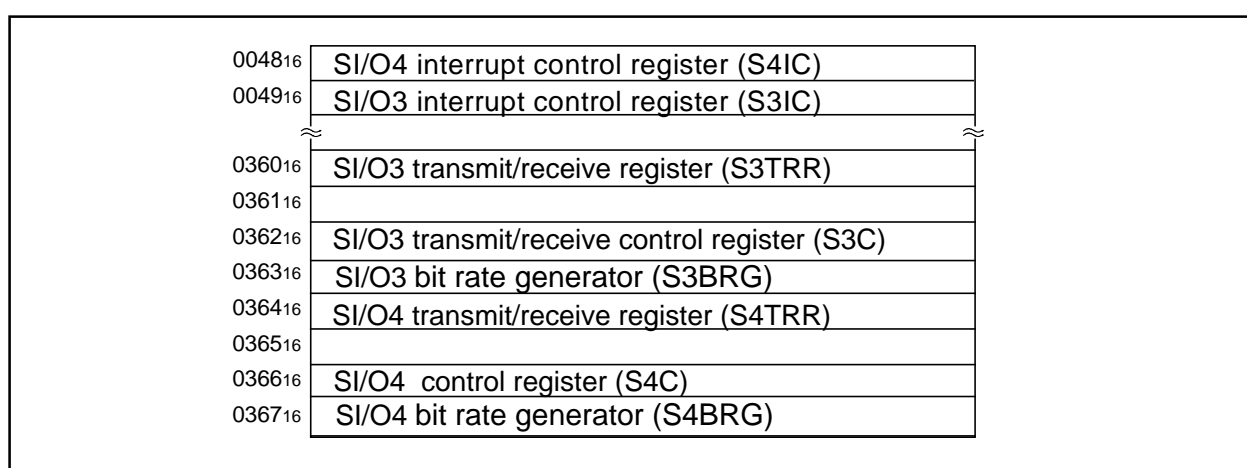 004816 SI/O4 interrupt control register (S4IC)
004916 SI/O3 interrupt control register (S3IC)
036016 SI/O3 transmit/receive register (S3TRR)
036116
036216 SI/O3 transmit/receive control register (S3C)
036316 SI/O3 bit rate generator (S3BRG)
036416 SI/O4 transmit/receive register (S4TRR)
036516
036616 SI/O4 control register (S4C)
036716 SI/O4 bit rate generator (S4BRG)